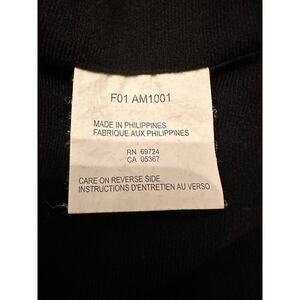 F01 AM1001
MADE IN PHILIPPINES
FABRIQUE AUX PHILIPPINES
RN 69724
CA 05367
CARE ON REVERSE SIDE
INSTRUCTIONS D'ENTRETIEN AU VERSO